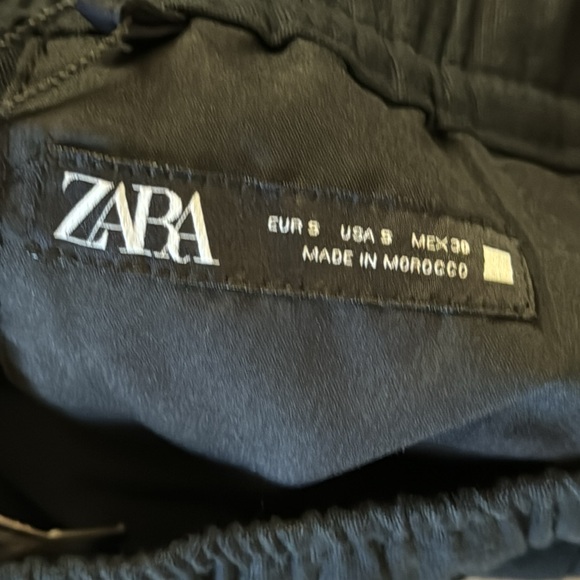 ZARA
EUR S USA S MEX 30
MADE IN MOROCCO